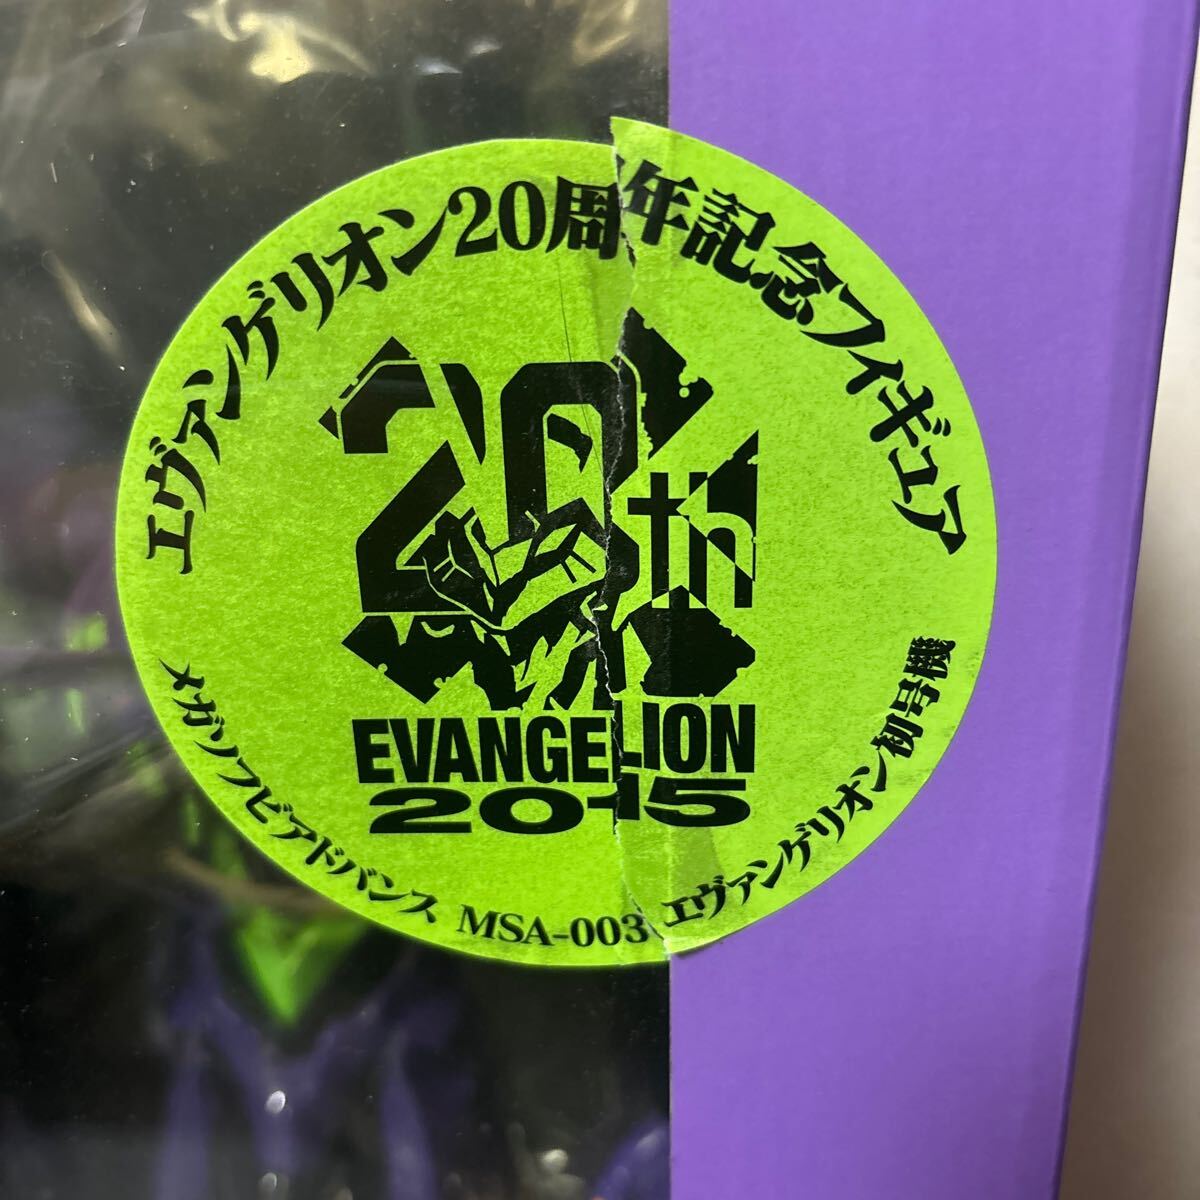 エヴァンゲリオン20周年記念フィギュア
20th
EVANGELION
2015
メガソフビアドバンス MSA-003 エヴァンゲリオン初号機